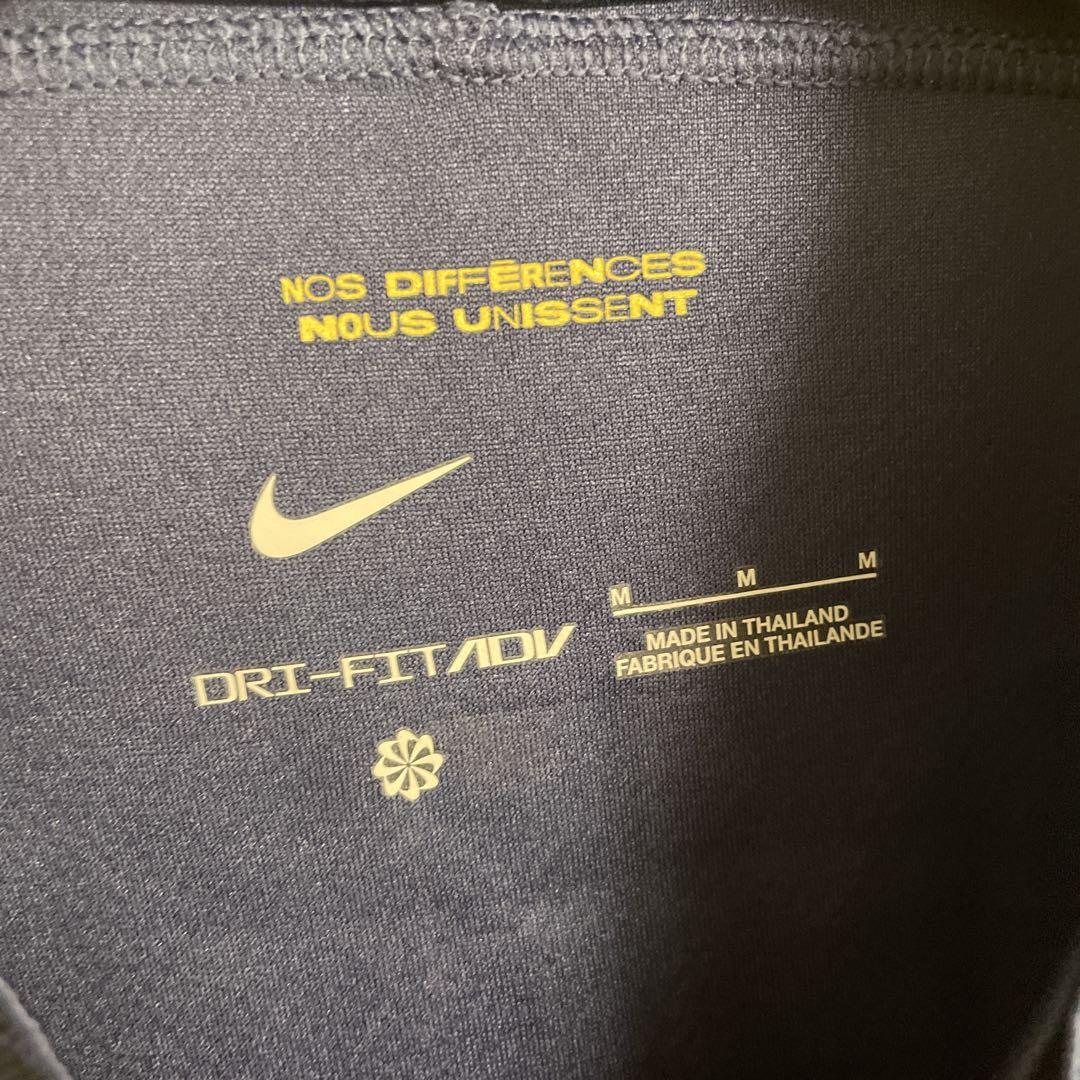 NOS DIFFÉRENCES
NOUS UNISSENT
M M M
MADE IN THAILAND
FABRIQUE EN THAILANDE
DRI-FIT ADV